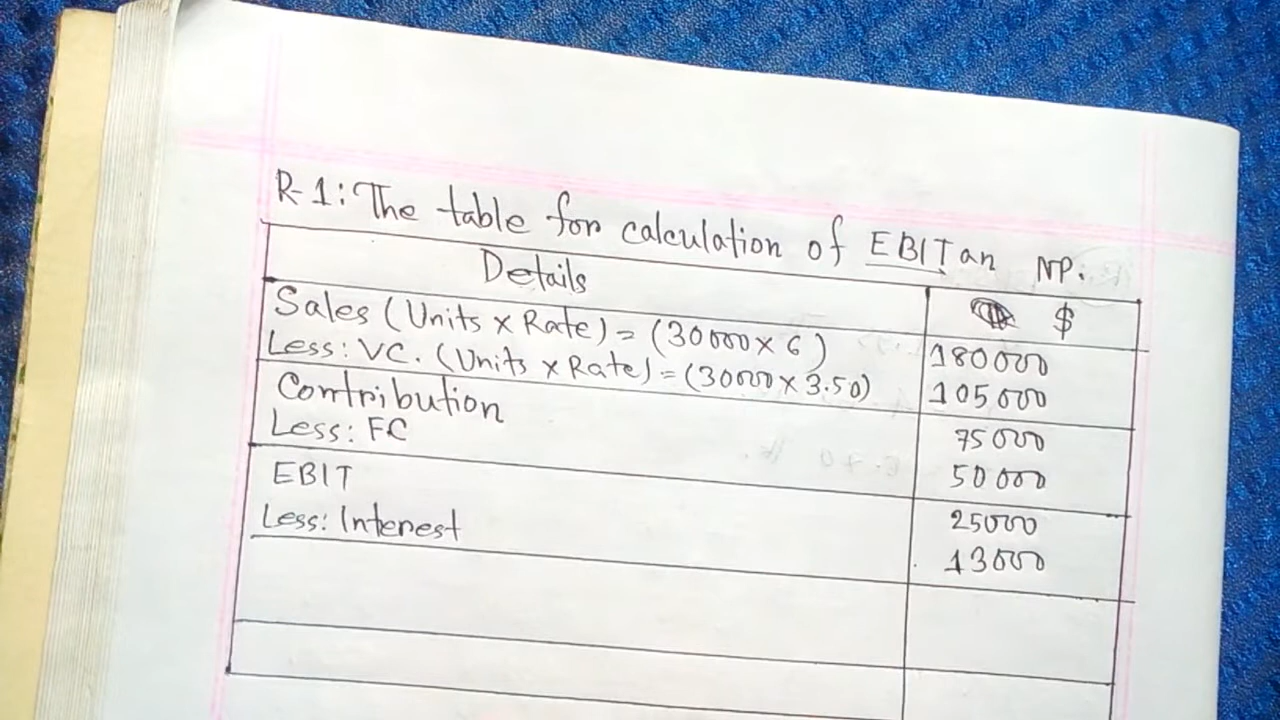 R-1: The table for calculation of EBIT an NP.
Details $
Sales (Units x Rate) = (30000 x 6) 180000
Less: VC. (Units x Rate) = (30000 x 3.50) 105000
Contribution 75000
Less: FC 50000
EBIT 25000
Less: Interest 13000